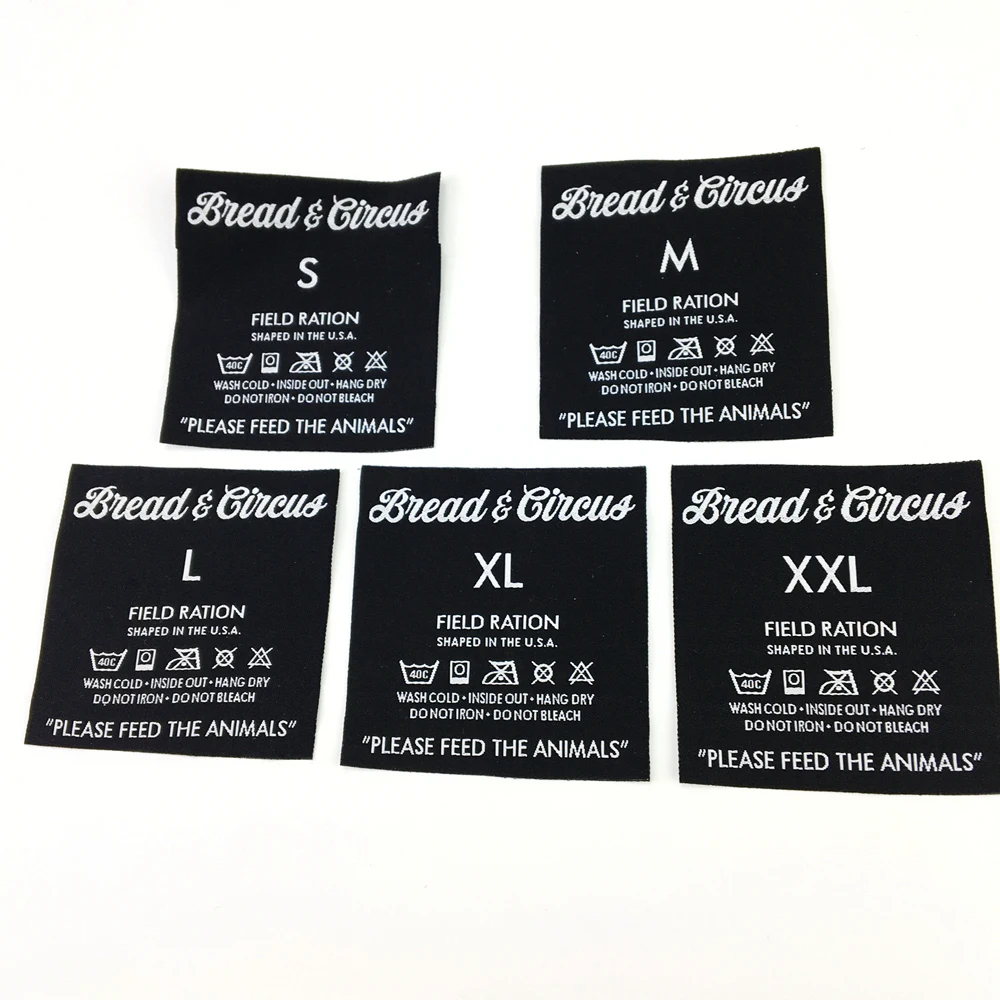 Bread & Circus
S
FIELD RATION
SHAPED IN THE U.S.A.
40C
WASH COLD • INSIDE OUT • HANG DRY
DO NOT IRON • DO NOT BLEACH
"PLEASE FEED THE ANIMALS"
Bread & Circus
M
FIELD RATION
SHAPED IN THE U.S.A.
40C
WASH COLD • INSIDE OUT • HANG DRY
DO NOT IRON • DO NOT BLEACH
"PLEASE FEED THE ANIMALS"
Bread & Circus
L
FIELD RATION
SHAPED IN THE U.S.A.
40C
WASH COLD • INSIDE OUT • HANG DRY
DO NOT IRON • DO NOT BLEACH
"PLEASE FEED THE ANIMALS"
Bread & Circus
XL
FIELD RATION
SHAPED IN THE U.S.A.
40C
WASH COLD • INSIDE OUT • HANG DRY
DO NOT IRON • DO NOT BLEACH
"PLEASE FEED THE ANIMALS"
Bread & Circus
XXL
FIELD RATION
SHAPED IN THE U.S.A.
40C
WASH COLD • INSIDE OUT • HANG DRY
DO NOT IRON • DO NOT BLEACH
"PLEASE FEED THE ANIMALS"